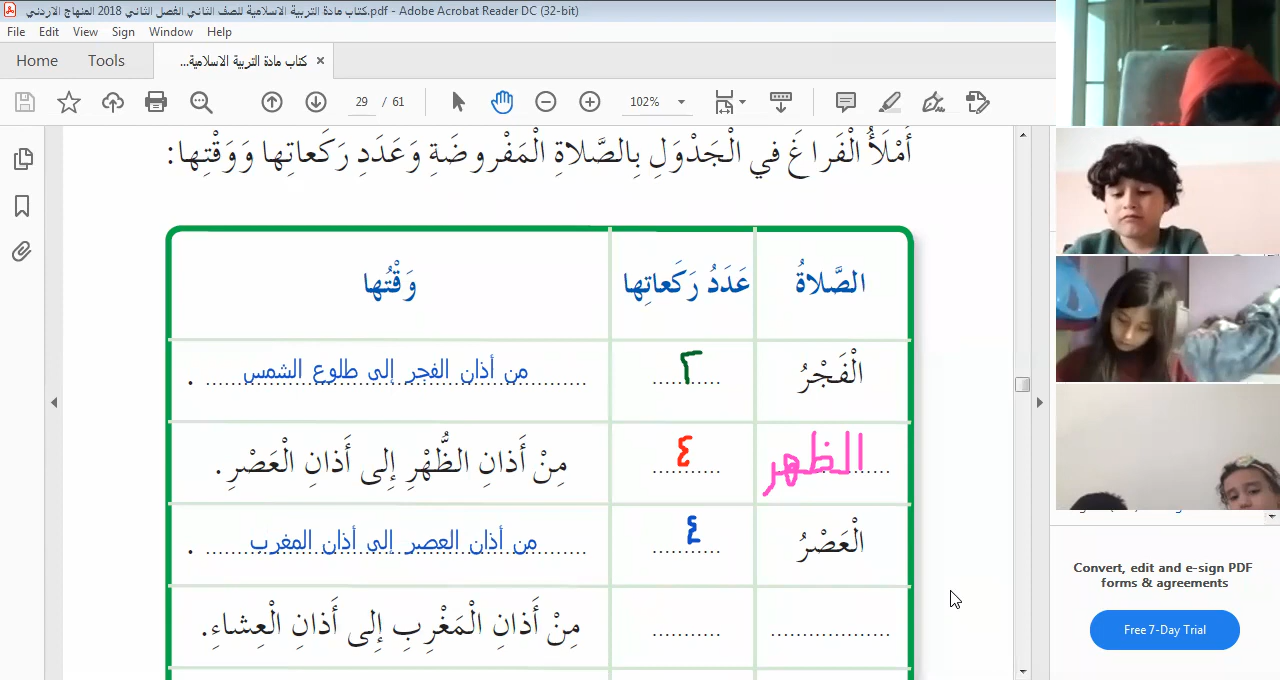 كتاب مادة التربية الاسلامية للصف الثاني الفصل الثاني 2018 المنهاج الاردني.pdf - Adobe Acrobat Reader DC (32-bit)
File Edit View Sign Window Help
Home Tools كتاب مادة التربية الاسلامية... ×
29 / 61 102%
أَمْلَأُ الْفَراغَ في الْجَدْوَلِ بِالصَّلاةِ الْمَفْروضَةِ وَعَدَدِ رَكَعاتِها وَوَقْتِها:
الصَّلاةُ عَدَدُ رَكَعاتِها وَقْتُها
الْفَجْرُ ٢ من أذان الفجر إلى طلوع الشمس .
الظهر ٤ مِنْ أَذانِ الظُّهْرِ إِلى أَذانِ الْعَصْرِ .
الْعَصْرُ ٤ من أذان العصر إلى أذان المغرب .
مِنْ أَذانِ الْمَغْرِبِ إِلى أَذانِ الْعِشاءِ.
Convert, edit and e-sign PDF
forms & agreements
Free 7-Day Trial